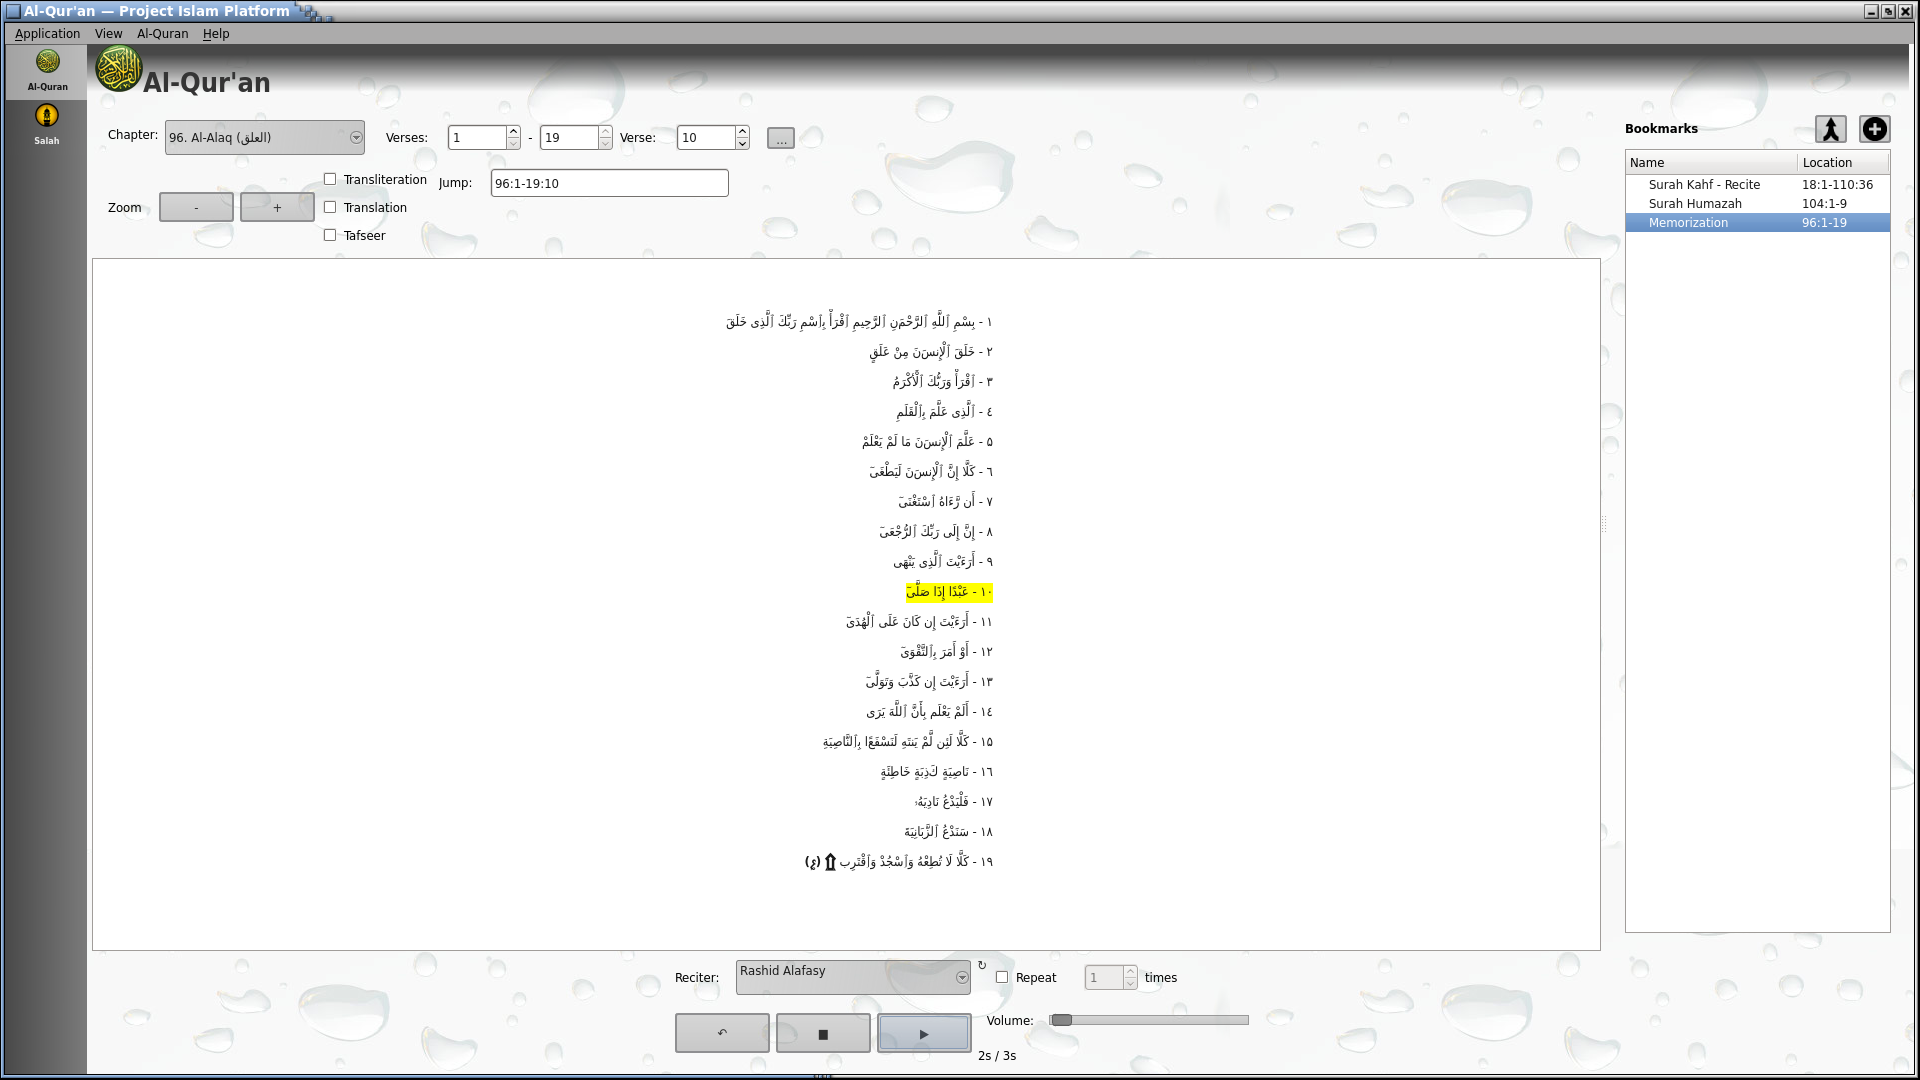 Al-Qur'an — Project Islam Platform
Application View Al-Quran Help
Al-Quran
Salah
Al-Qur'an
Chapter: 96. Al-Alaq (العلق) Verses: 1 - 19 Verse: 10 ...
Transliteration Jump: 96:1-19:10
Zoom - + Translation
Tafseer
١ - بِسْمِ ٱللَّهِ ٱلرَّحْمَٰنِ ٱلرَّحِيمِ ٱقْرَأْ بِٱسْمِ رَبِّكَ ٱلَّذِى خَلَقَ
٢ - خَلَقَ ٱلْإِنسَٰنَ مِنْ عَلَقٍ
٣ - ٱقْرَأْ وَرَبُّكَ ٱلْأَكْرَمُ
٤ - ٱلَّذِى عَلَّمَ بِٱلْقَلَمِ
۵ - عَلَّمَ ٱلْإِنسَٰنَ مَا لَمْ يَعْلَمْ
٦ - كَلَّا إِنَّ ٱلْإِنسَٰنَ لَيَطْغَىٰٓ
٧ - أَن رَّءَاهُ ٱسْتَغْنَىٰٓ
٨ - إِنَّ إِلَىٰ رَبِّكَ ٱلرُّجْعَىٰٓ
٩ - أَرَءَيْتَ ٱلَّذِى يَنْهَىٰ
١٠ - عَبْدًا إِذَا صَلَّىٰٓ
١١ - أَرَءَيْتَ إِن كَانَ عَلَى ٱلْهُدَىٰٓ
١٢ - أَوْ أَمَرَ بِٱلتَّقْوَىٰٓ
١٣ - أَرَءَيْتَ إِن كَذَّبَ وَتَوَلَّىٰٓ
١٤ - أَلَمْ يَعْلَم بِأَنَّ ٱللَّهَ يَرَىٰ
١۵ - كَلَّا لَئِن لَّمْ يَنتَهِ لَنَسْفَعًۢا بِٱلنَّاصِيَةِ
١٦ - نَاصِيَةٍ كَٰذِبَةٍ خَاطِئَةٍ
١٧ - فَلْيَدْعُ نَادِيَهُۥ
١٨ - سَنَدْعُ ٱلزَّبَانِيَةَ
١٩ - كَلَّا لَا تُطِعْهُ وَٱسْجُدْ وَٱقْتَرِب ۩ (ع)
Bookmarks
Name Location
Surah Kahf - Recite 18:1-110:36
Surah Humazah 104:1-9
Memorization 96:1-19
Reciter: Rashid Alafasy ↻ Repeat 1 times
Volume:
2s / 3s